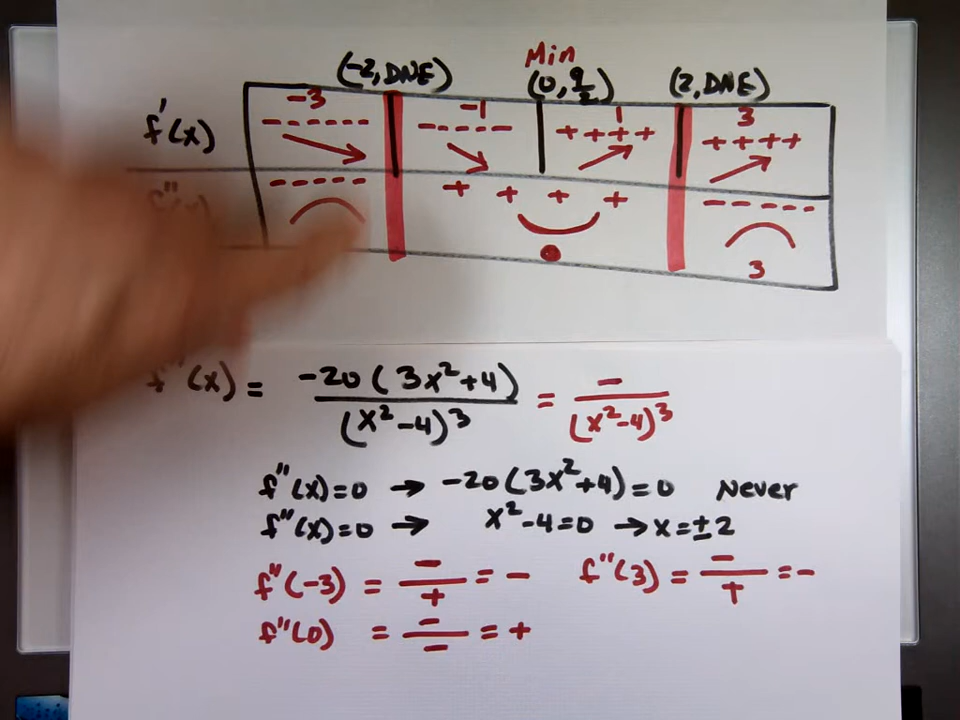 Min
(-2, DNE) (0, 9/2) (2, DNE)
f'(x) -3 -1 1 3
- - - - - - - - - - - - - + + + + + + + +
- - - - - + + + + - - - - - -
3
f''(x) = -20(3x²+4)/(x²-4)³ = -/(x²-4)³
f''(x)=0 → -20(3x²+4)=0 Never
f''(x)=0 → x²-4=0 → x=±2
f''(-3) = -/+ = - f''(3) = -/+ = -
f''(0) = -/- = +